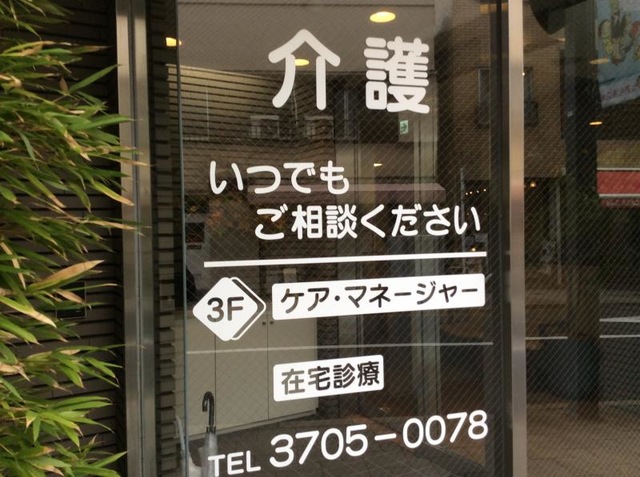 介護
いつでも
ご相談ください
3F ケア・マネージャー
在宅診療
TEL 3705-0078